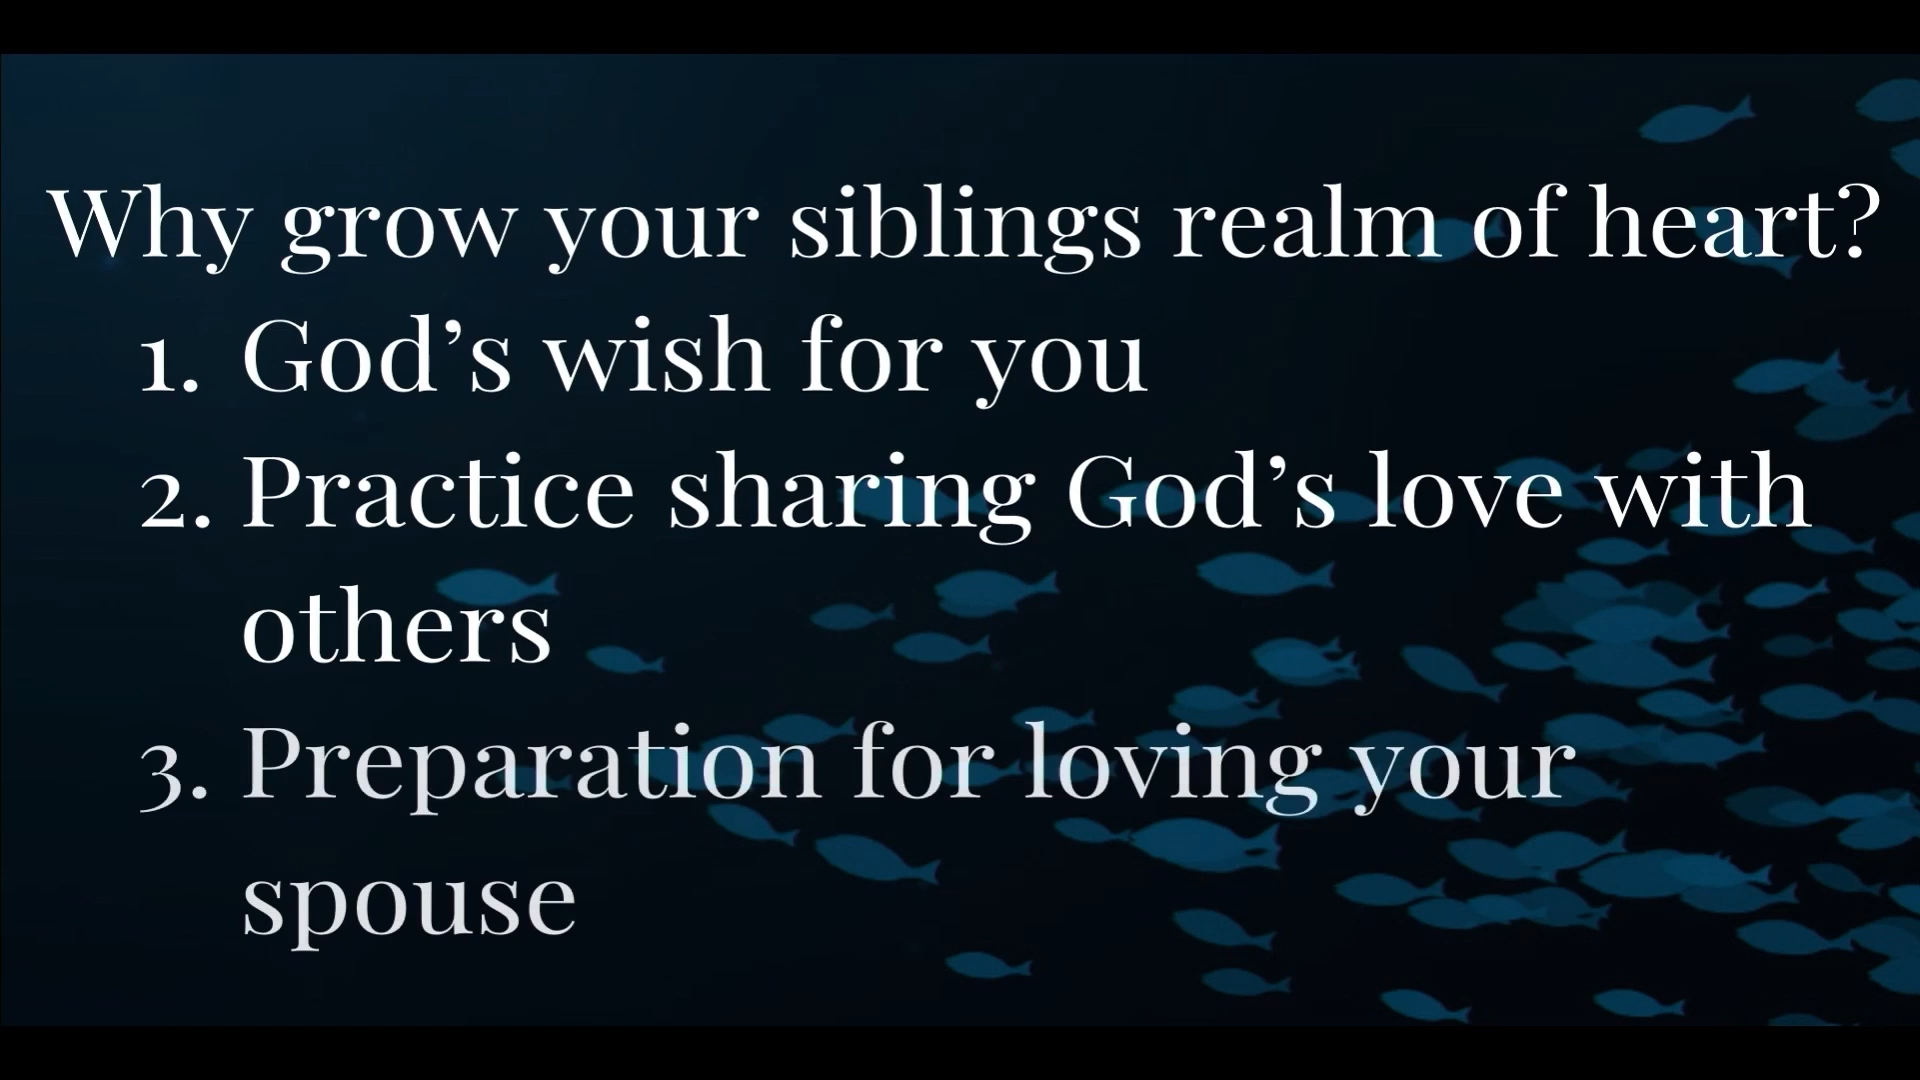 Why grow your siblings realm of heart?
1. God’s wish for you
2. Practice sharing God’s love with
others
3. Preparation for loving your
spouse